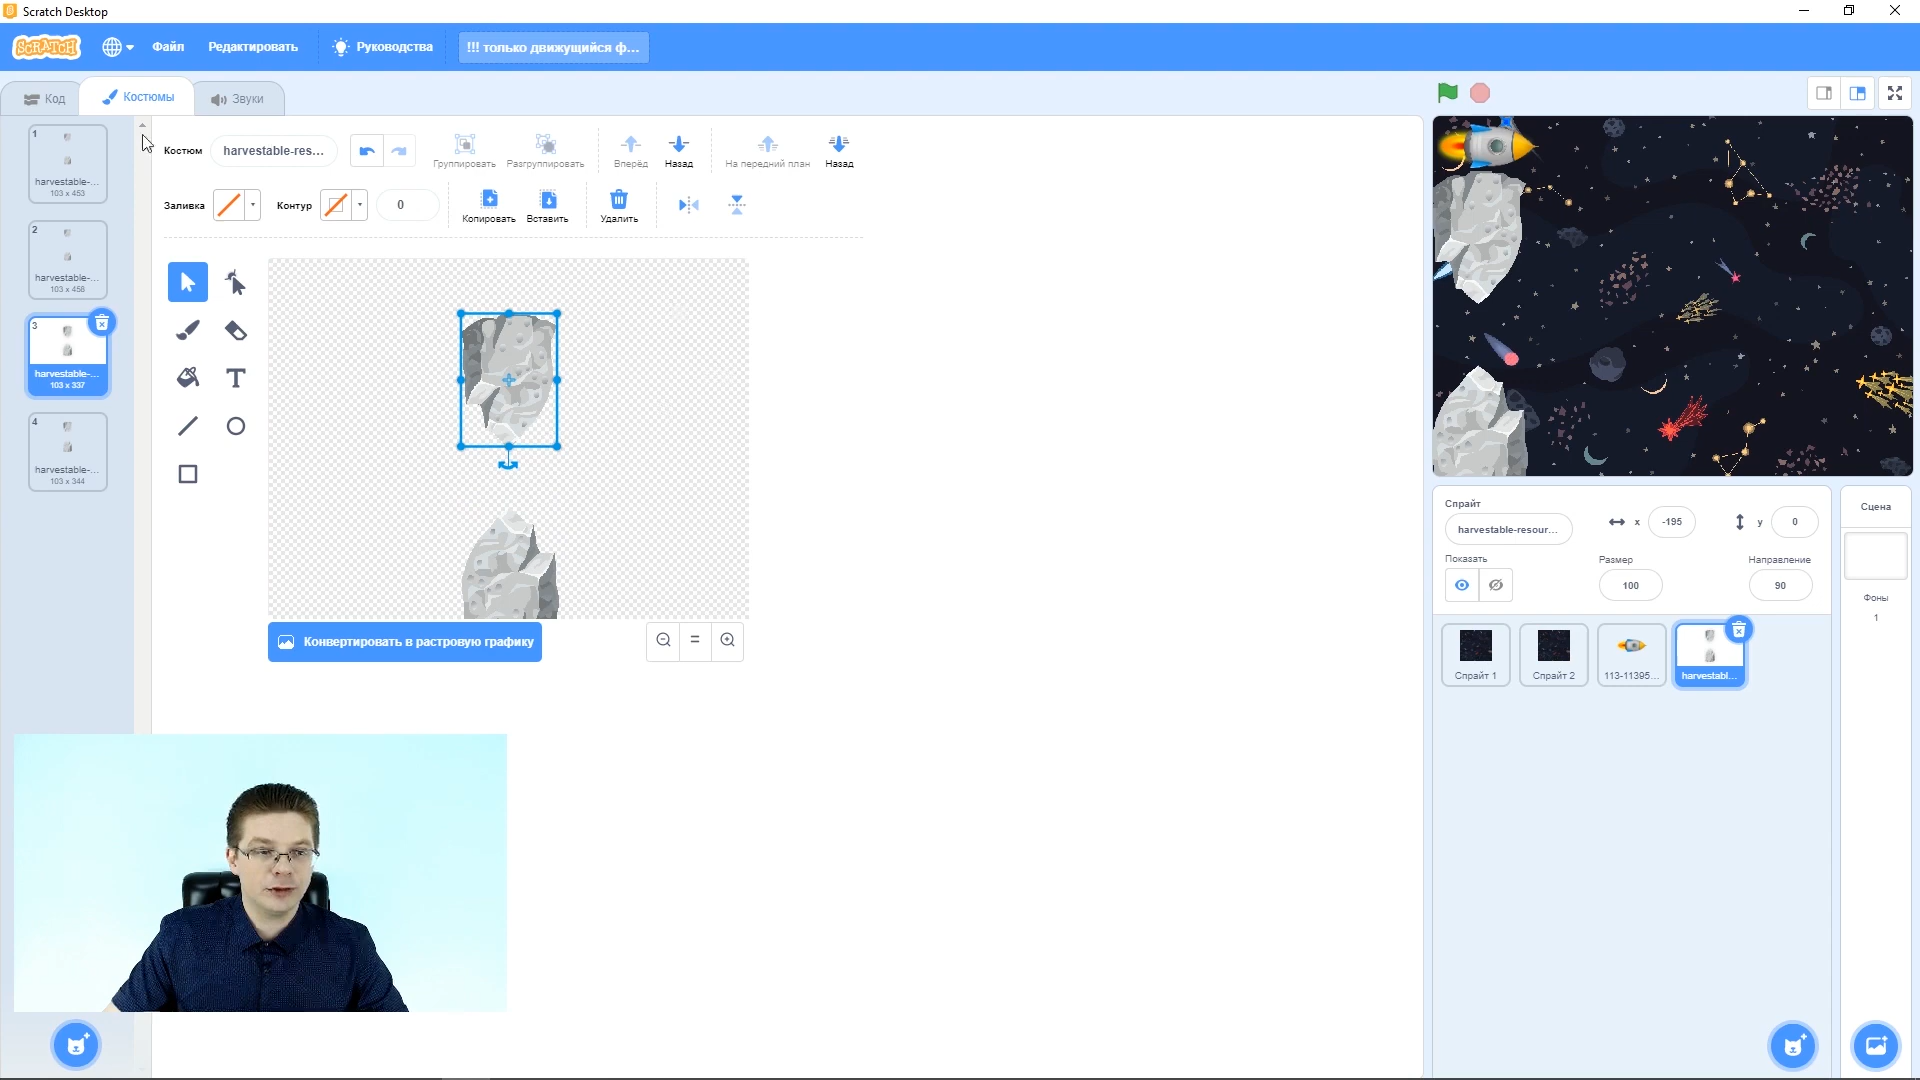 Scratch Desktop
SCRATCH
Файл
Редактировать
Руководства
!!! только движущийся ф...
Код
Костюмы
Звуки
1
harvestable-...
103 x 453
2
harvestable-...
103 x 458
3
harvestable-...
103 x 337
4
harvestable-...
103 x 344
Костюм
harvestable-res...
Группировать
Разгруппировать
Вперёд
Назад
На передний план
Назад
Заливка
Контур
0
Копировать
Вставить
Удалить
T
Конвертировать в растровую графику
=
Спрайт
harvestable-resour...
x
-195
y
0
Показать
Размер
Направление
100
90
Спрайт 1
Спрайт 2
113-11395...
harvestabl...
Сцена
Фоны
1